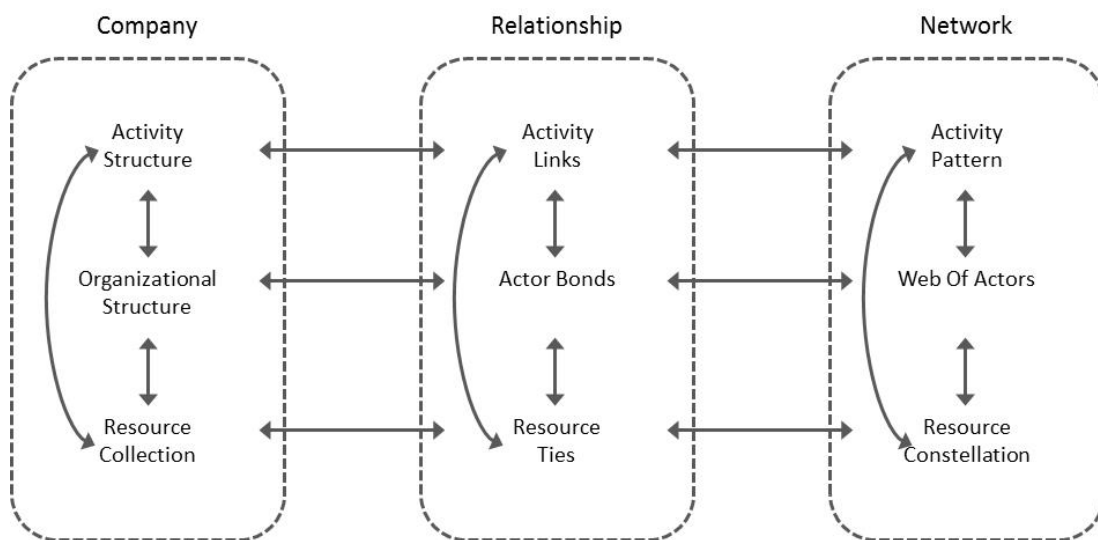 Company
Relationship
Network
Activity
Structure
Activity
Links
Activity
Pattern
Organizational
Structure
Actor Bonds
Web Of Actors
Resource
Collection
Resource
Ties
Resource
Constellation